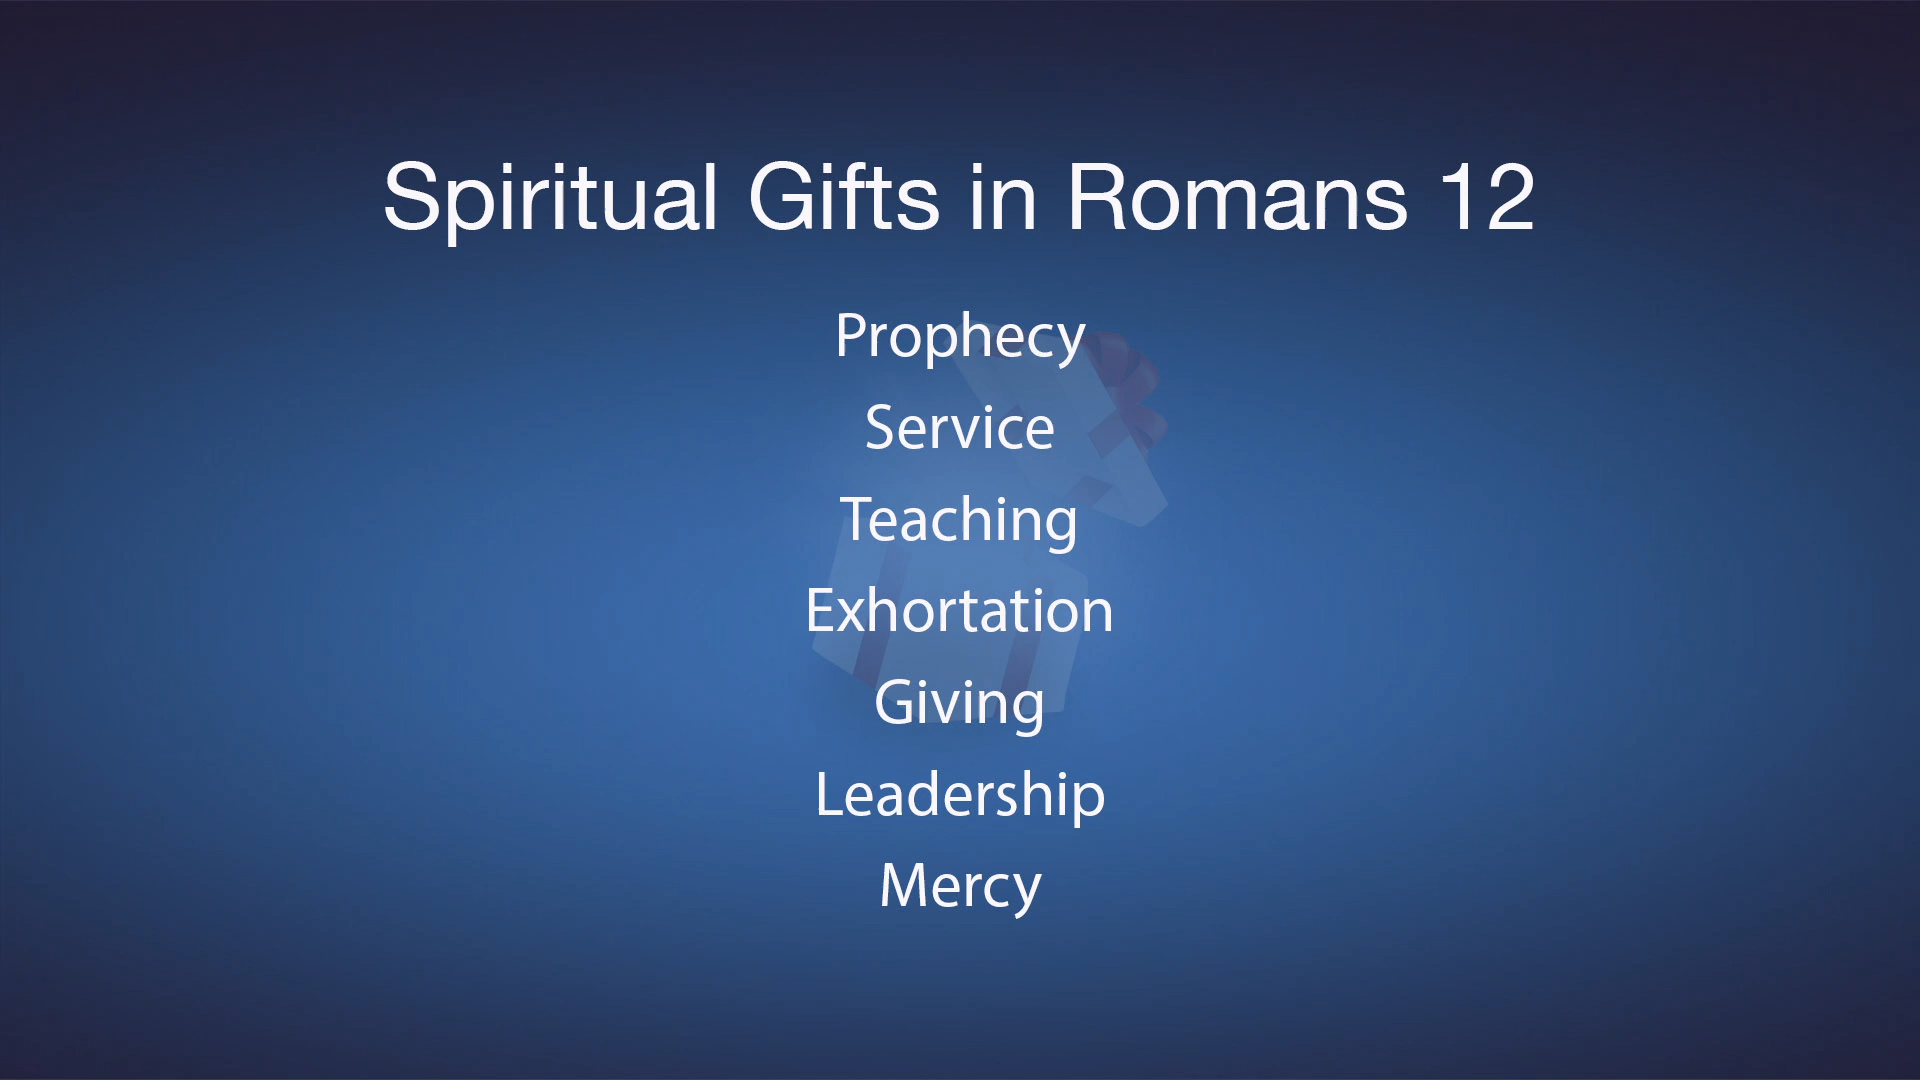 Spiritual Gifts in Romans 12
Prophecy
Service
Teaching
Exhortation
Giving
Leadership
Mercy